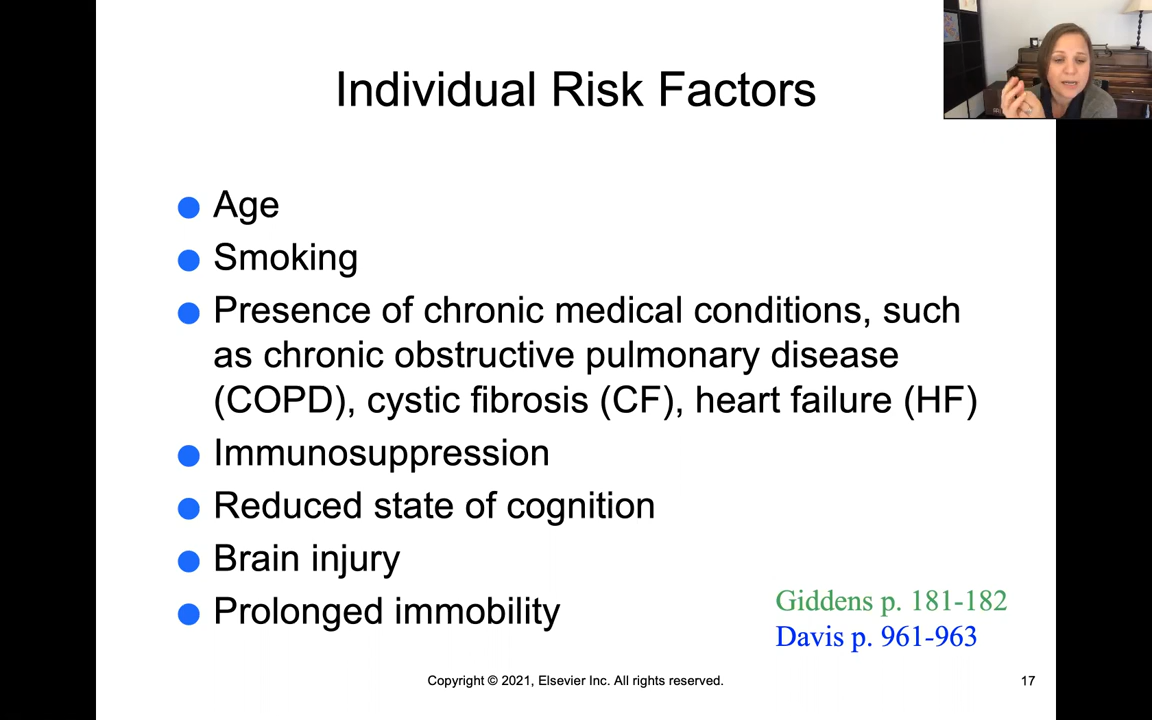 Individual Risk Factors
Age
Smoking
Presence of chronic medical conditions, such
as chronic obstructive pulmonary disease
(COPD), cystic fibrosis (CF), heart failure (HF)
Immunosuppression
Reduced state of cognition
Brain injury
Prolonged immobility
Giddens p. 181-182
Davis p. 961-963
Copyright © 2021, Elsevier Inc. All rights reserved.
17